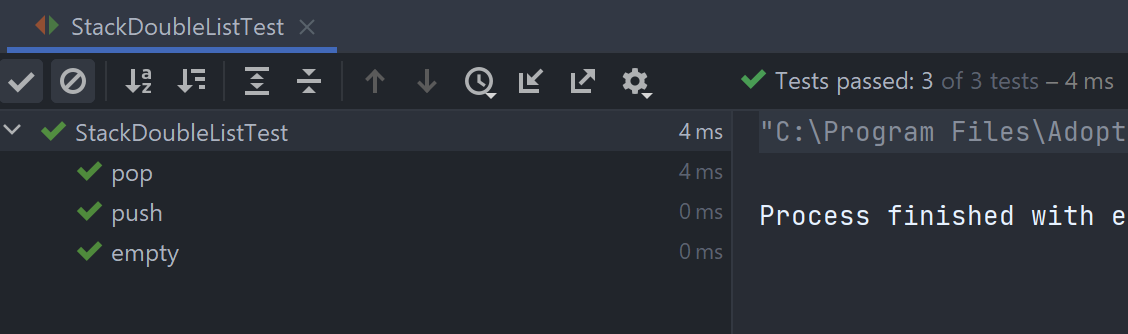 StackDoubleListTest
Tests passed: 3 of 3 tests – 4 ms
StackDoubleListTest 4 ms
pop 4 ms
push 0 ms
empty 0 ms
"C:\Program Files\Adopt
Process finished with e